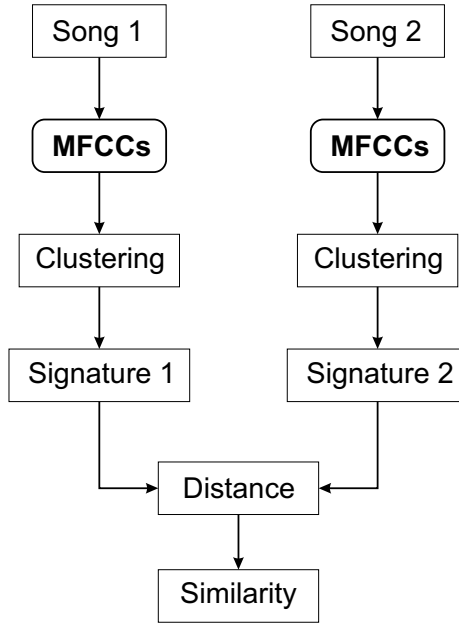 Song 1
Song 2
MFCCs
MFCCs
Clustering
Clustering
Signature 1
Signature 2
Distance
Similarity